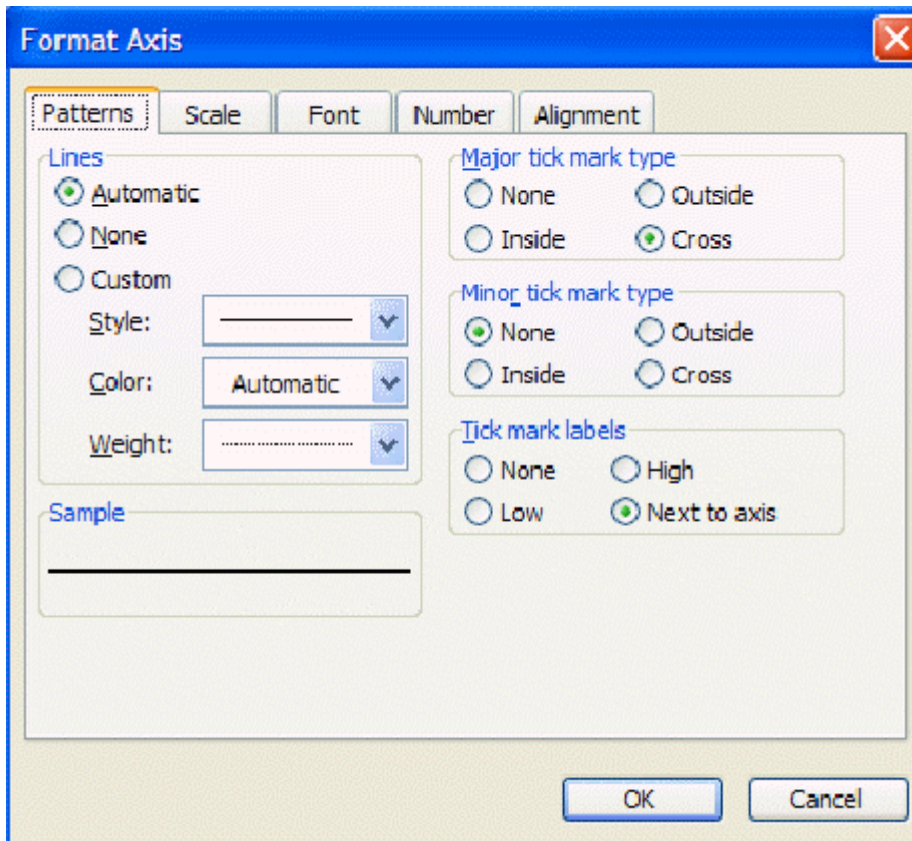 Format Axis
Patterns
Scale
Font
Number
Alignment
Lines
Automatic
None
Custom
Style:
Color:
Automatic
Weight:
Sample
Major tick mark type
None
Outside
Inside
Cross
Minor tick mark type
None
Outside
Inside
Cross
Tick mark labels
None
High
Low
Next to axis
OK
Cancel